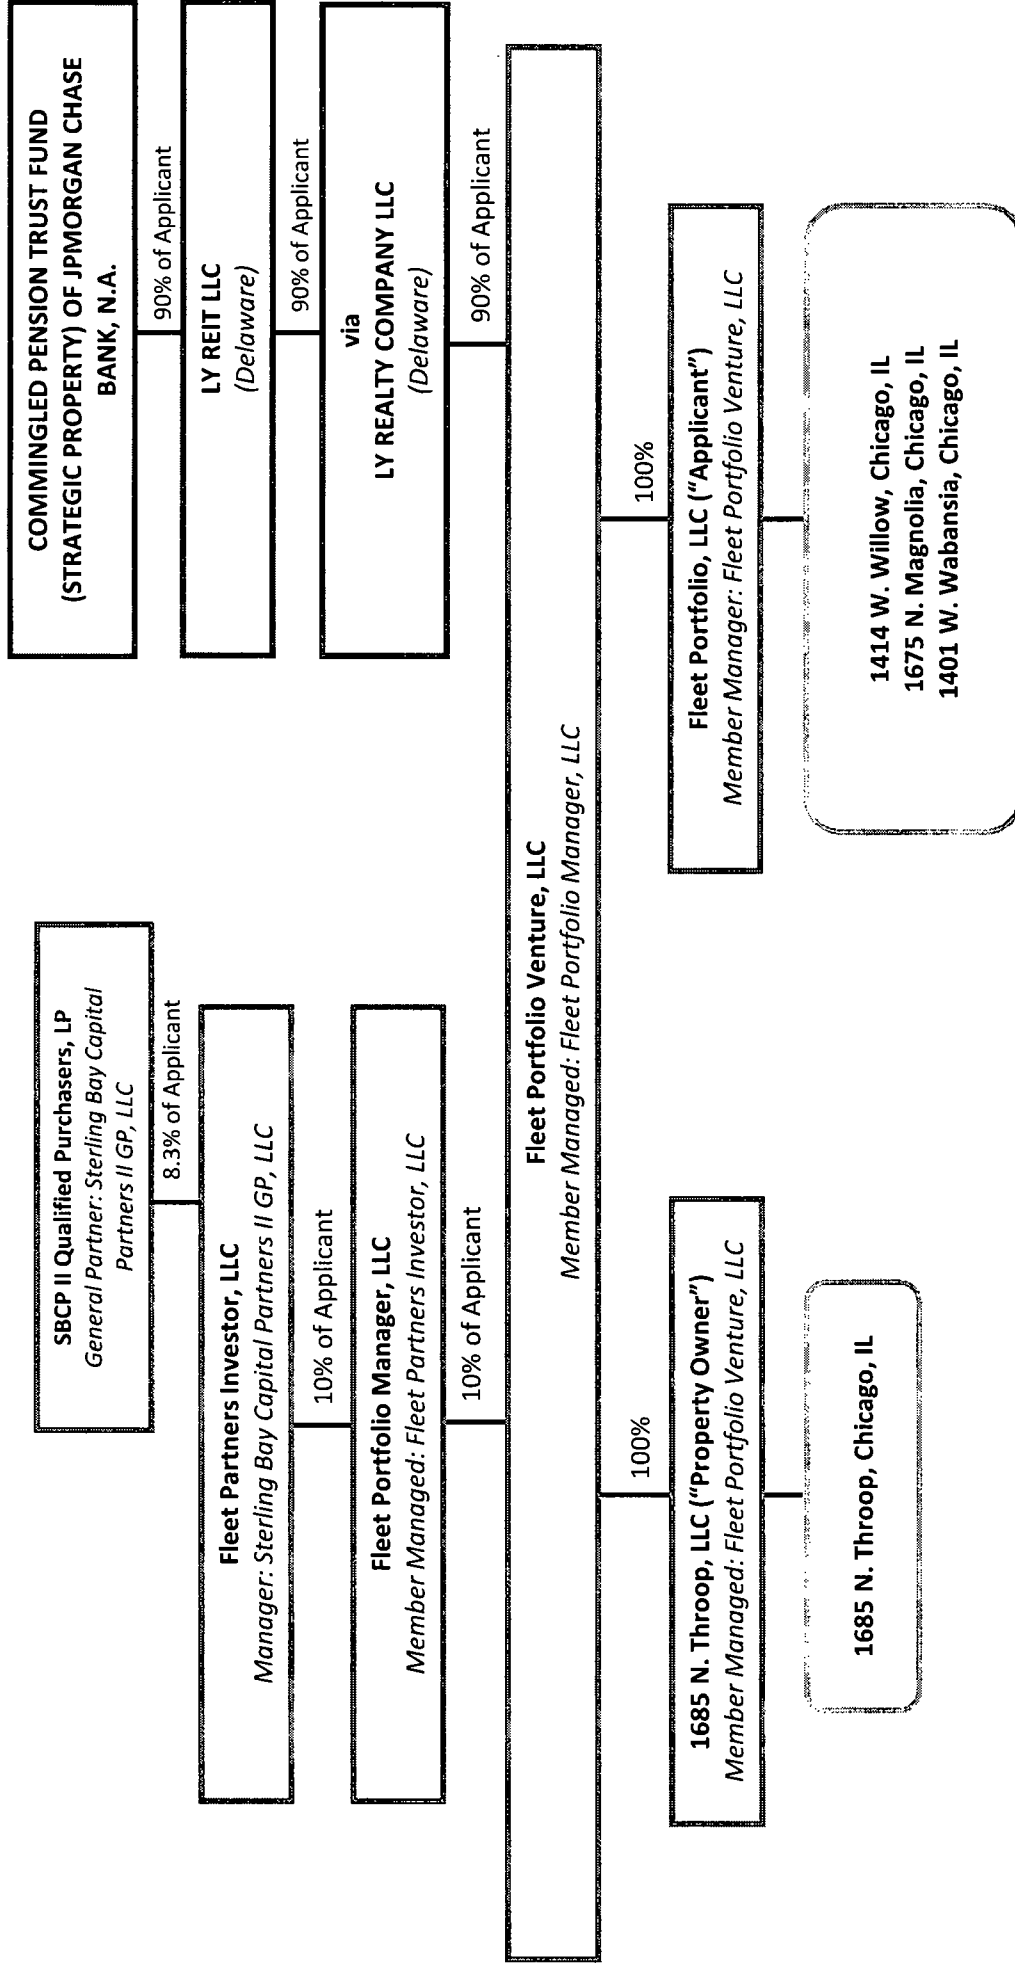 SBCP II Qualified Purchasers, LP
General Partner: Sterling Bay Capital
Partners II GP, LLC
8.3% of Applicant
Fleet Partners Investor, LLC
Manager: Sterling Bay Capital Partners II GP, LLC
10% of Applicant
Fleet Portfolio Manager, LLC
Member Managed: Fleet Partners Investor, LLC
10% of Applicant
COMMINGLED PENSION TRUST FUND
(STRATEGIC PROPERTY) OF JPMORGAN CHASE
BANK, N.A.
90% of Applicant
LY REIT LLC
(Delaware)
90% of Applicant
via
LY REALTY COMPANY LLC
(Delaware)
90% of Applicant
Fleet Portfolio Venture, LLC
Member Managed: Fleet Portfolio Manager, LLC
100%
1685 N. Throop, LLC (“Property Owner”)
Member Managed: Fleet Portfolio Venture, LLC
1685 N. Throop, Chicago, IL
100%
Fleet Portfolio, LLC (“Applicant”)
Member Manager: Fleet Portfolio Venture, LLC
1414 W. Willow, Chicago, IL
1675 N. Magnolia, Chicago, IL
1401 W. Wabansia, Chicago, IL